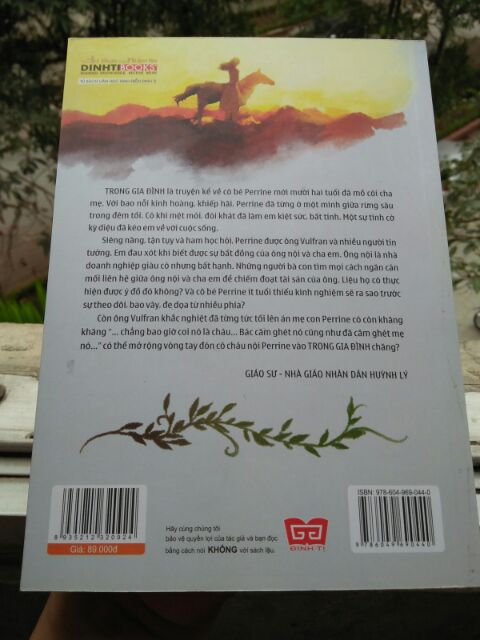 DINHTIBOOKS
TRONG GIA ĐÌNH là truyện kể về cô bé Perrine mới mười hai tuổi đã mồ côi cha
mẹ. Với bao nỗi kinh hoàng, khiếp hãi, Perrine đã từng ở một mình giữa rừng sâu
trong đêm tối. Có khi mệt mỏi, đói khát đã làm em kiệt sức, bất tỉnh. Một sự tình cờ
kỳ diệu đã kéo em về với cuộc sống.
Siêng năng, tận tụy và ham học hỏi, Perrine được ông Vulfran và nhiều người tin
tưởng. Em đau xót khi biết được sự bất đồng của ông nội và cha em. Ông nội là nhà
doanh nghiệp giàu có nhưng bất hạnh. Những người bà con tìm mọi cách ngăn cản
mối liên hệ giữa ông nội và cha em để chiếm đoạt tài sản của ông. Liệu họ có thực
hiện được ý đồ đó không? Và cô bé Perrine ít tuổi thiếu kinh nghiệm sẽ ra sao trước
sự theo dõi, bao vây, đe dọa từ nhiều phía?
Còn ông Vulfran khắc nghiệt đã từng tức tối lên án mẹ con Perrine có còn khăng
khăng "... chẳng bao giờ coi nó là cháu... Bác căm ghét nó cũng như đã căm ghét mẹ
nó..." có thể mở rộng vòng tay đón cô cháu nội Perrine vào TRONG GIA ĐÌNH chăng?
GIÁO SƯ - NHÀ GIÁO NHÂN DÂN HUỲNH LÝ
8935212320924
Giá: 89.000đ
Hãy cùng chúng tôi
bảo vệ quyền lợi của tác giả và bạn đọc
bằng cách nói KHÔNG với sách lậu.
ĐINH TỊ
ISBN: 978-604-969-044-0
9786049690440